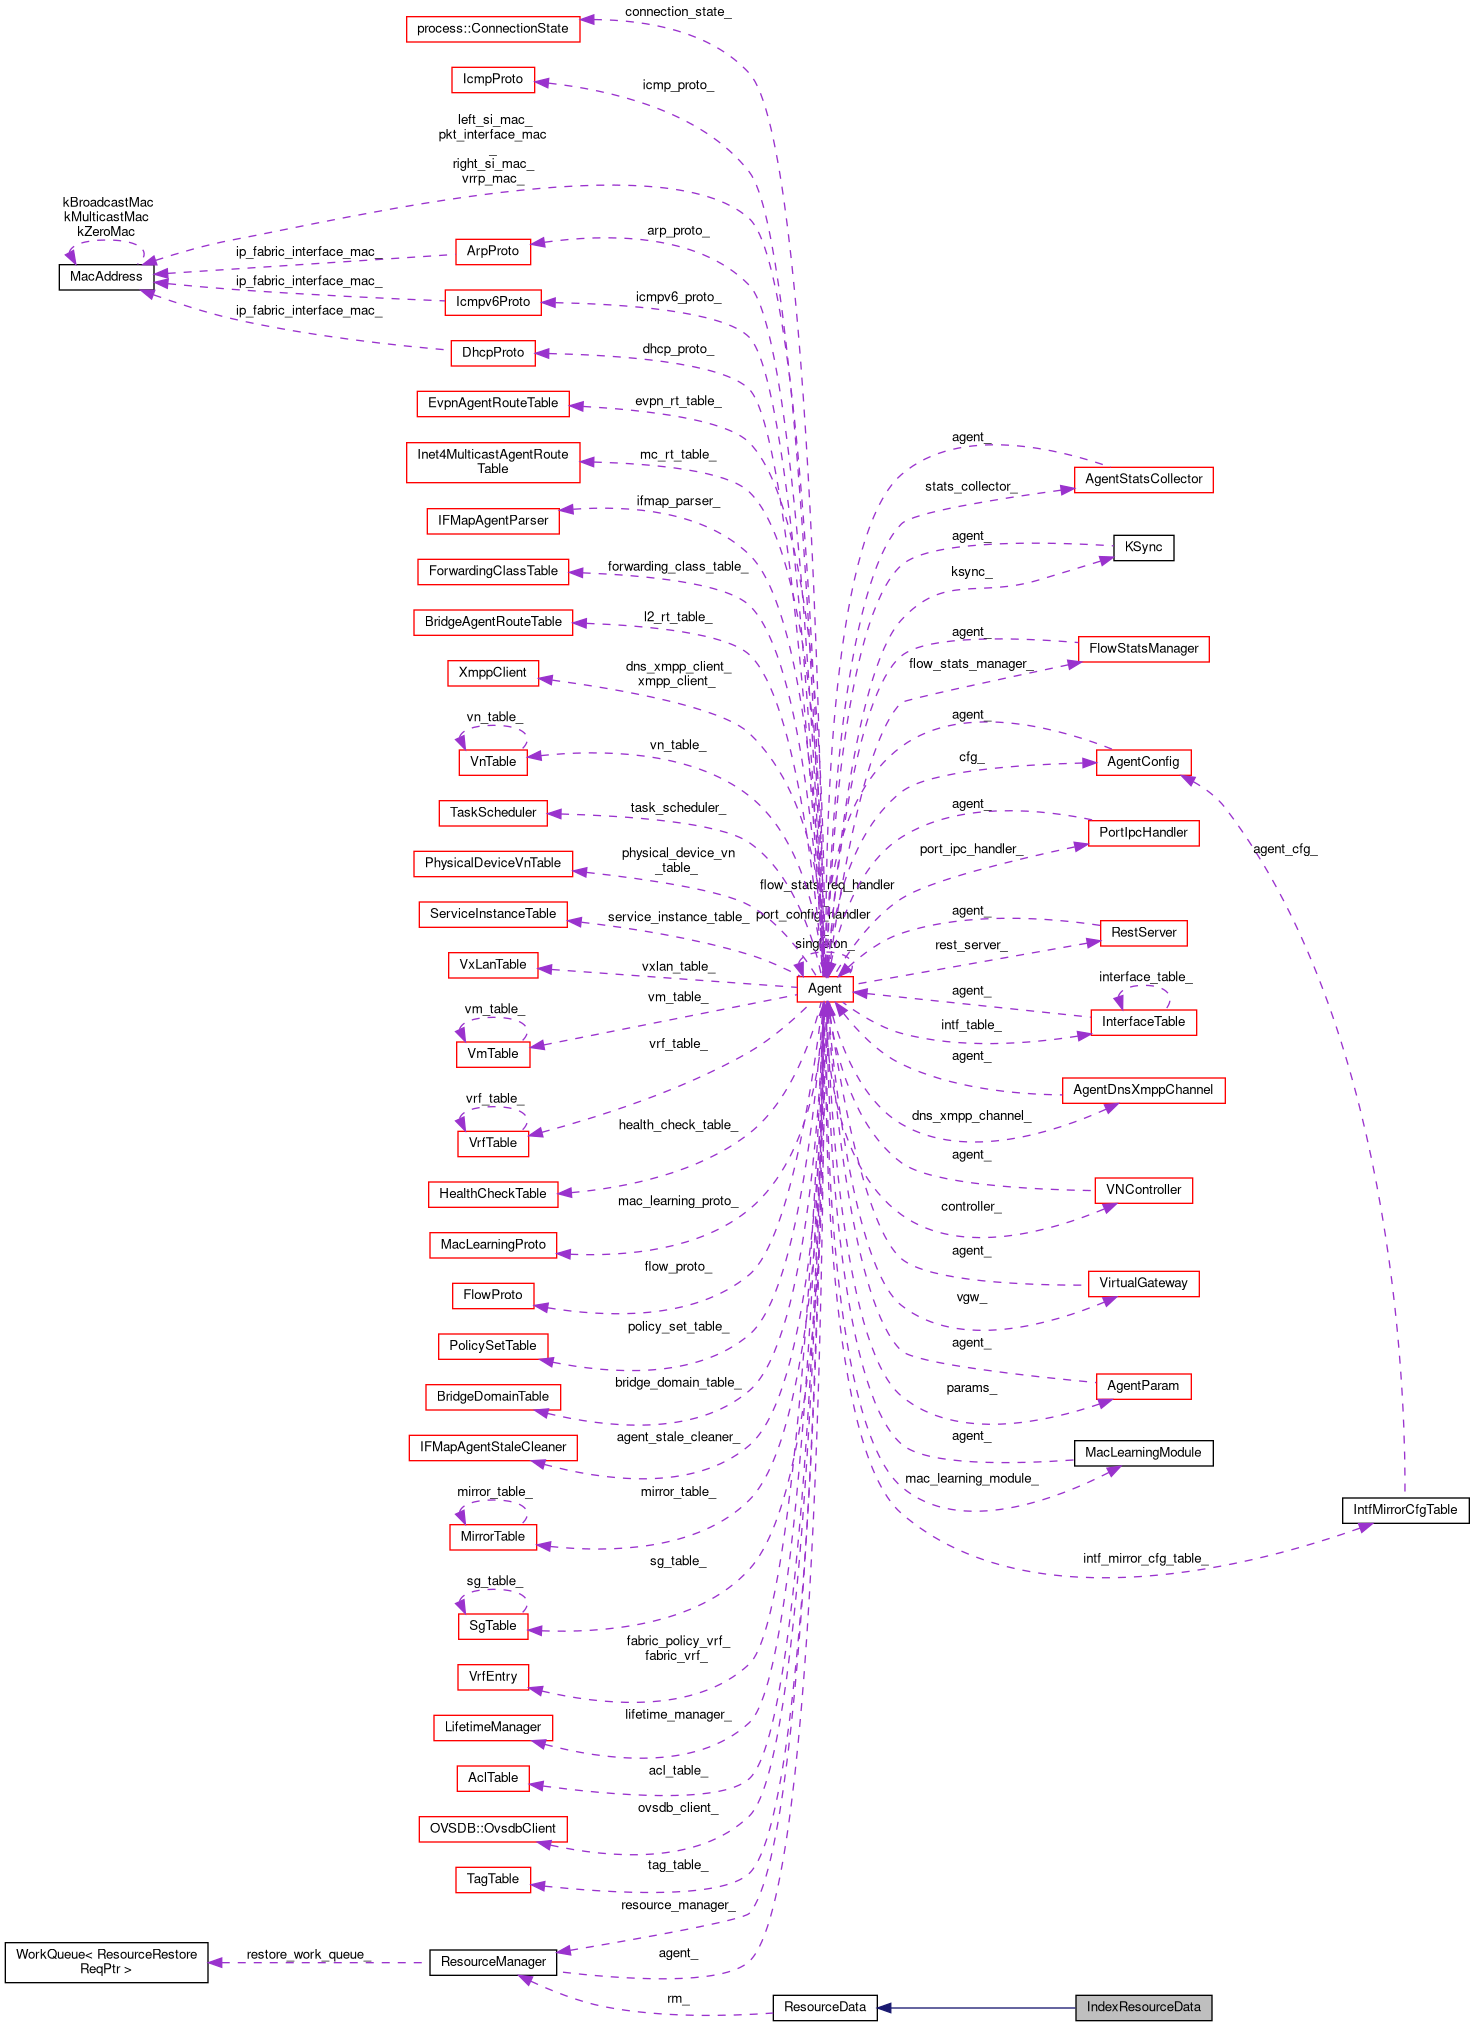 connection_state_
process::ConnectionState
IcmpProto
icmp_proto_
left_si_mac_
pkt_interface_mac
_
right_si_mac_
vrrp_mac_
kBroadcastMac
kMulticastMac
kZeroMac
MacAddress
ip_fabric_interface_mac_
ArpProto
arp_proto_
ip_fabric_interface_mac_
Icmpv6Proto
icmpv6_proto_
ip_fabric_interface_mac_
DhcpProto
dhcp_proto_
EvpnAgentRouteTable
evpn_rt_table_
Inet4MulticastAgentRoute
Table
mc_rt_table_
IFMapAgentParser
ifmap_parser_
ForwardingClassTable
forwarding_class_table_
BridgeAgentRouteTable
l2_rt_table_
XmppClient
dns_xmpp_client_
xmpp_client_
vn_table_
VnTable
vn_table_
TaskScheduler
task_scheduler_
PhysicalDeviceVnTable
physical_device_vn
_table_
ServiceInstanceTable
service_instance_table_
VxLanTable
vxlan_table_
vm_table_
VmTable
vm_table_
vrf_table_
VrfTable
vrf_table_
HealthCheckTable
health_check_table_
MacLearningProto
mac_learning_proto_
FlowProto
flow_proto_
PolicySetTable
policy_set_table_
BridgeDomainTable
bridge_domain_table_
IFMapAgentStaleCleaner
agent_stale_cleaner_
mirror_table_
MirrorTable
mirror_table_
sg_table_
SgTable
sg_table_
VrfEntry
fabric_policy_vrf_
fabric_vrf_
LifetimeManager
lifetime_manager_
AclTable
acl_table_
OVSDB::OvsdbClient
ovsdb_client_
TagTable
tag_table_
resource_manager_
WorkQueue< ResourceRestore
ReqPtr >
restore_work_queue_
ResourceManager
agent_
rm_
ResourceData
IndexResourceData
flow_stats_req_handler
port_config_handler
singleton_
Agent
agent_
stats_collector_
AgentStatsCollector
agent_
ksync_
KSync
agent_
flow_stats_manager_
FlowStatsManager
agent_
cfg_
AgentConfig
agent_
port_ipc_handler_
PortIpcHandler
agent_cfg_
agent_
rest_server_
RestServer
interface_table_
agent_
intf_table_
InterfaceTable
agent_
dns_xmpp_channel_
AgentDnsXmppChannel
agent_
controller_
VNController
agent_
vgw_
VirtualGateway
agent_
params_
AgentParam
agent_
mac_learning_module_
MacLearningModule
intf_mirror_cfg_table_
IntfMirrorCfgTable